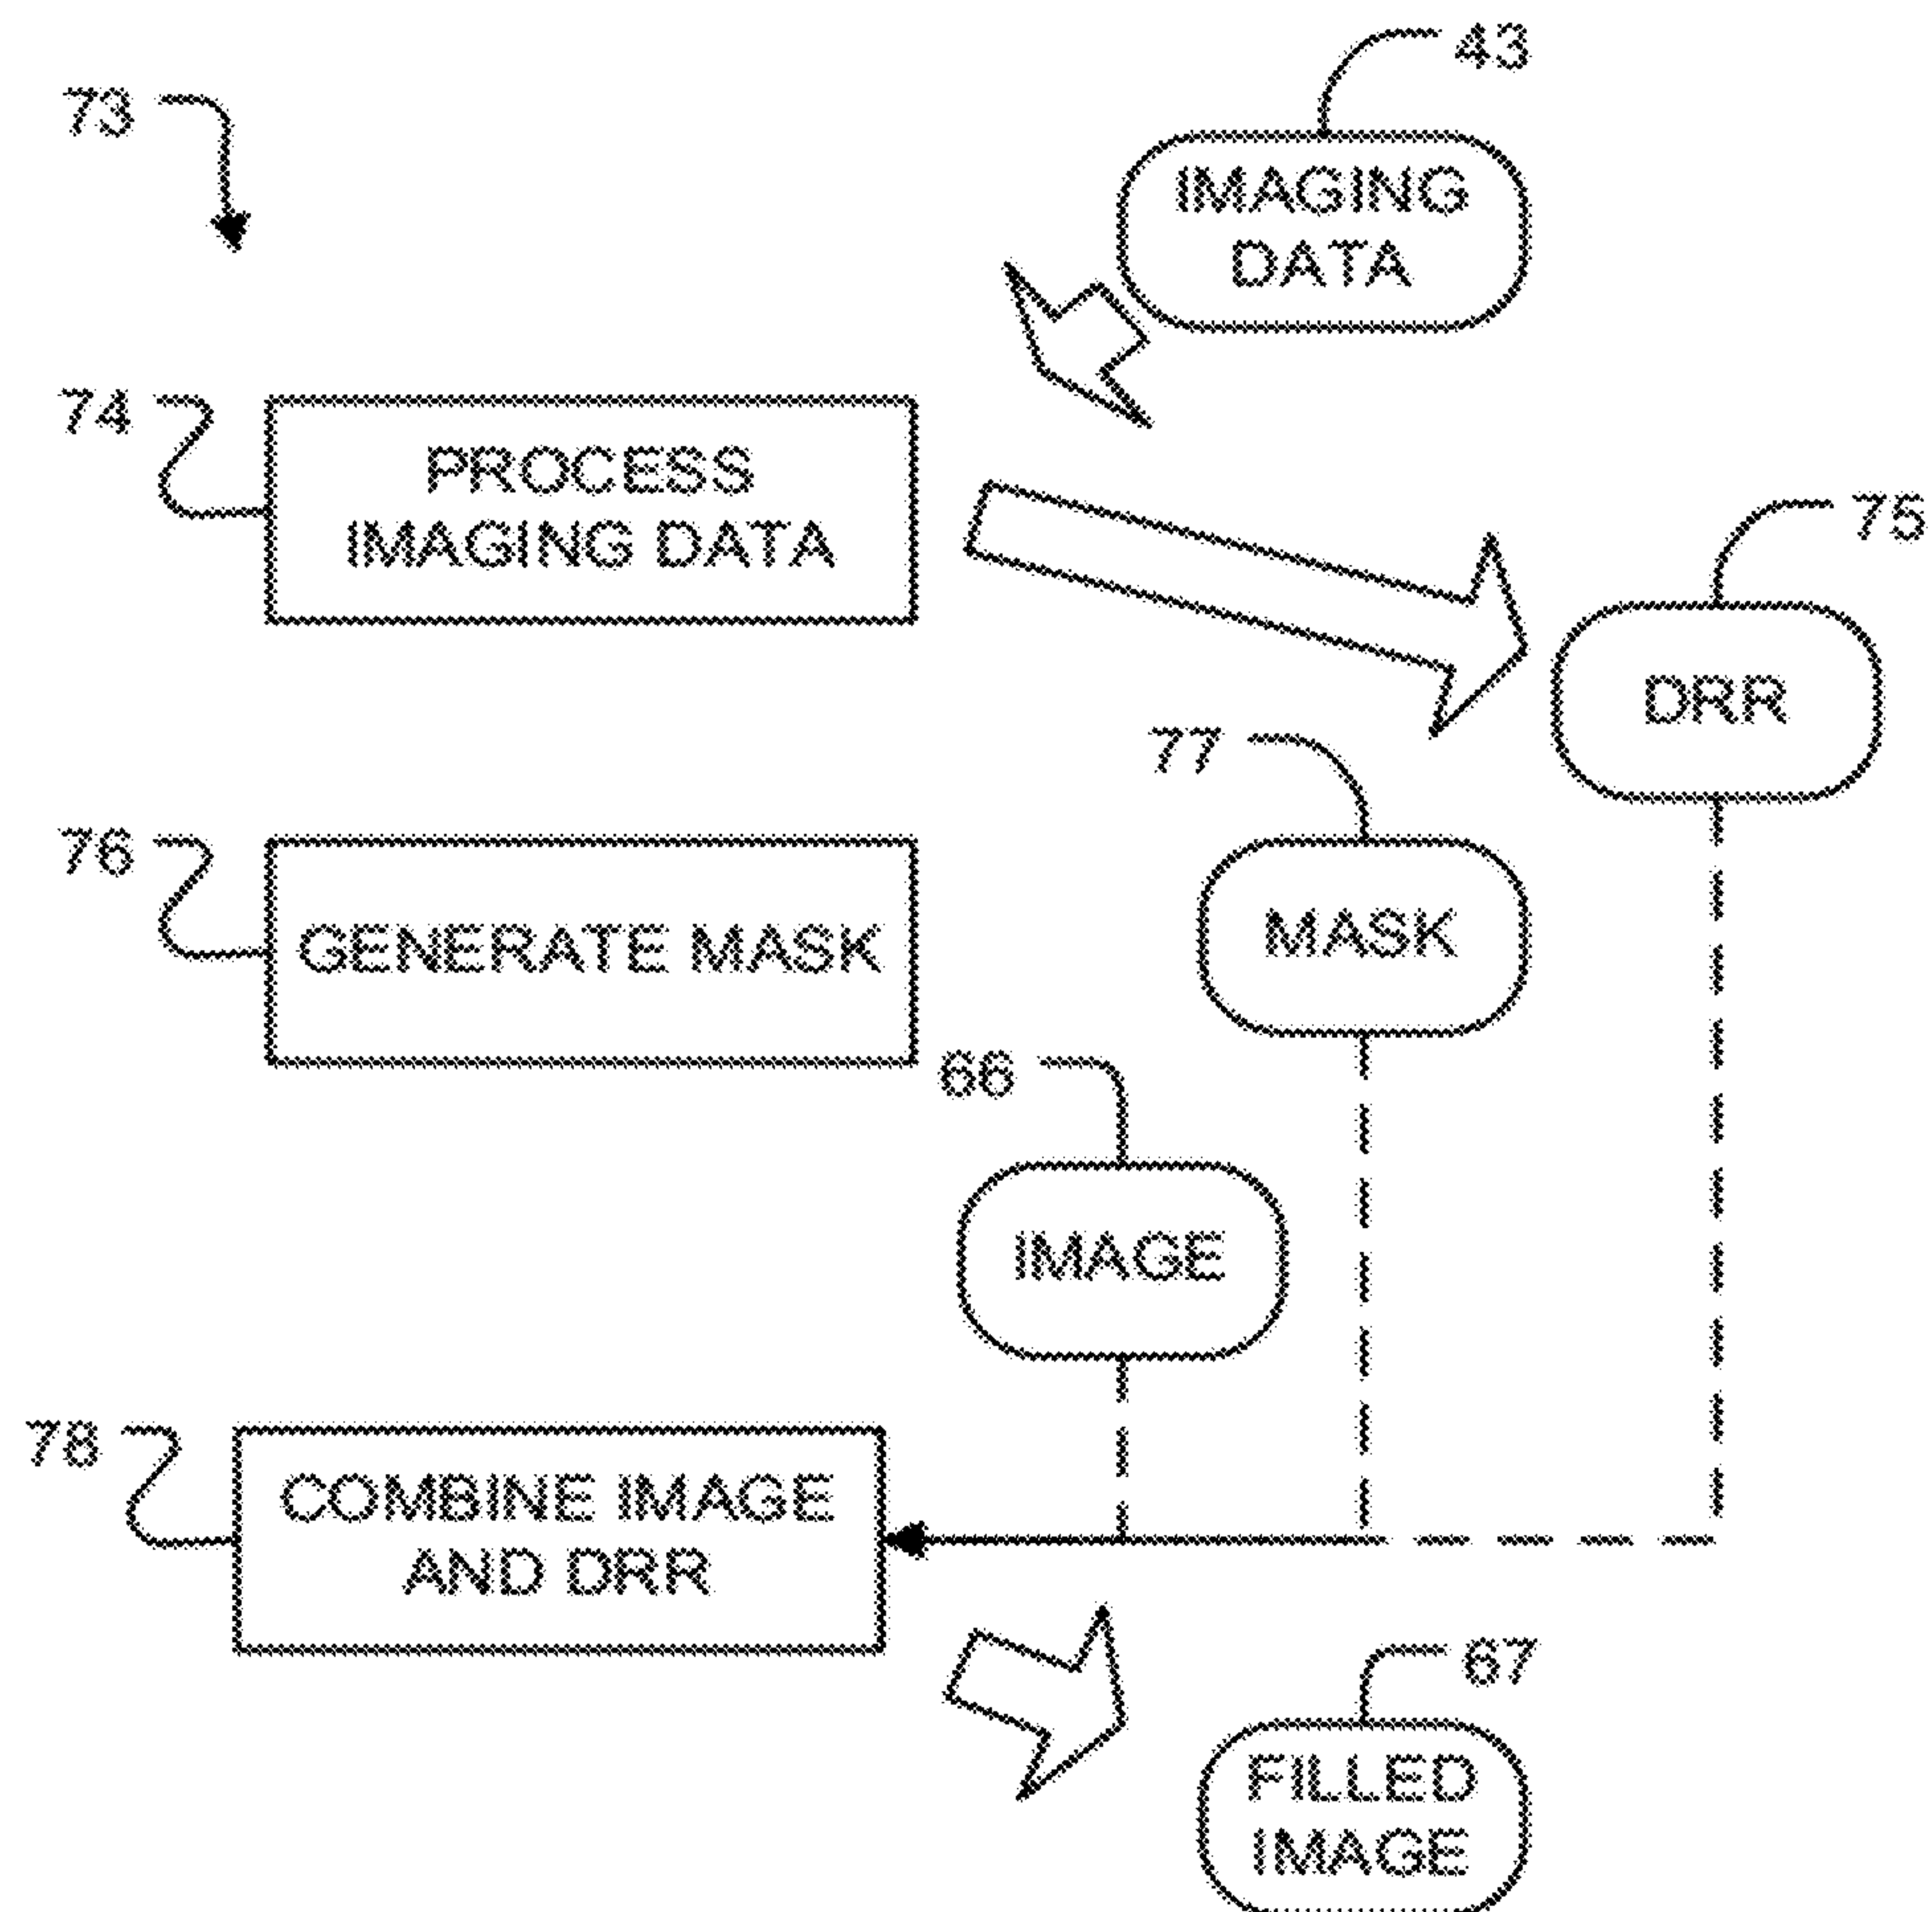 43
73
IMAGING
DATA
74
PROCESS
IMAGING DATA
75
DRR
77
76
MASK
GENERATE MASK
66
IMAGE
78
COMBINE IMAGE
AND DRR
67
FILLED
IMAGE